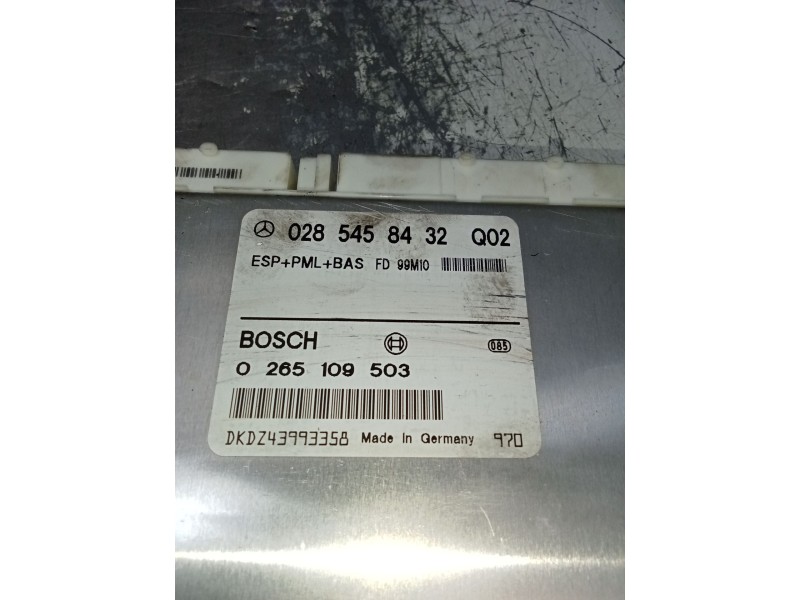 028 545 84 32 Q02
ESP+PML+BAS FD 99M10
BOSCH 085
0 265 109 503
DKDZ43993358 Made in Germany 970